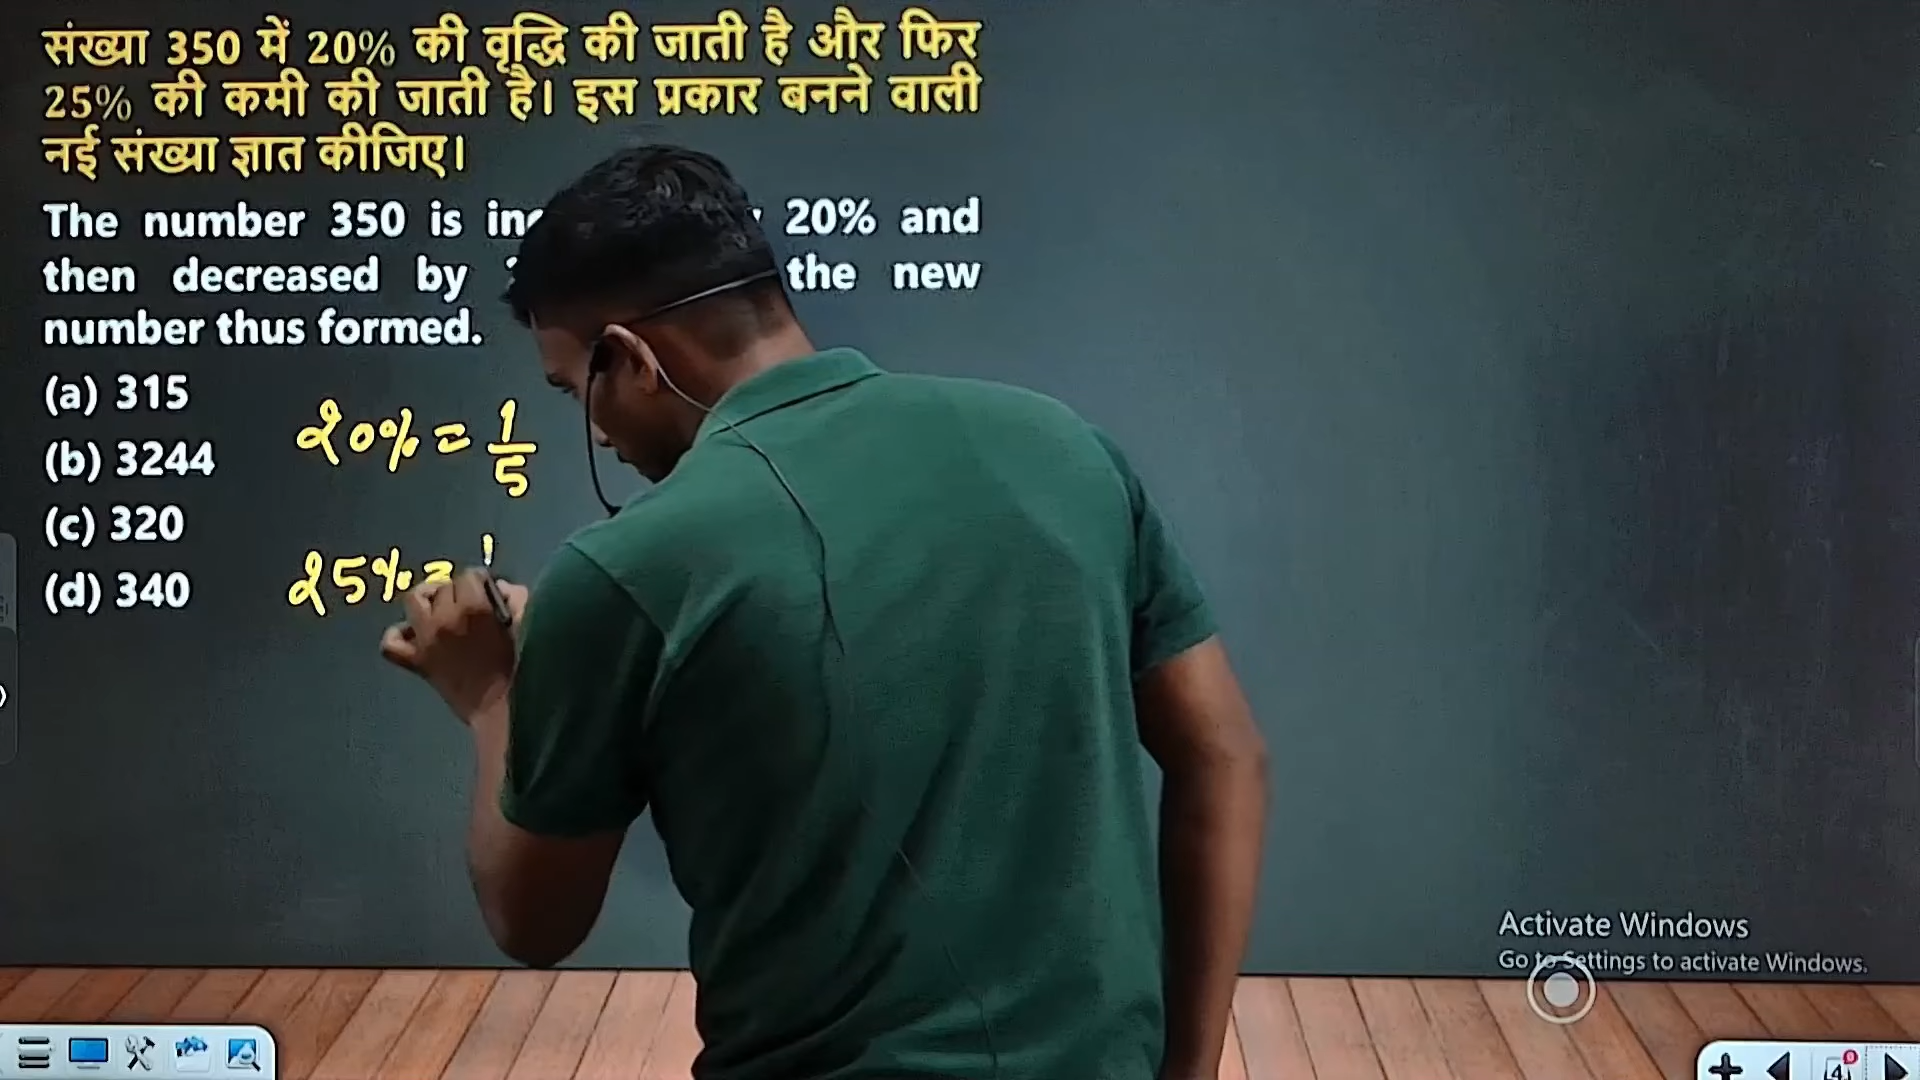 संख्या 350 में 20% की वृद्धि की जाती है और फिर
25% की कमी की जाती है। इस प्रकार बनने वाली
नई संख्या ज्ञात कीजिए।
The number 350 is 20% and
then decreased by the new
number thus formed.
(a) 315
(b) 3244
(c) 320
(d) 340
20% = 1/5
25% = 1
Activate Windows
Go to Settings to activate Windows.